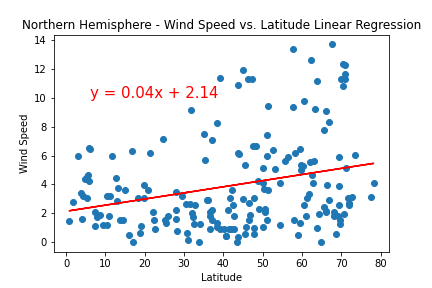 Northern Hemisphere - Wind Speed vs. Latitude Linear Regression
14
12
10
8
6
4
2
0
Wind Speed
y = 0.04x + 2.14
0 10 20 30 40 50 60 70 80
Latitude